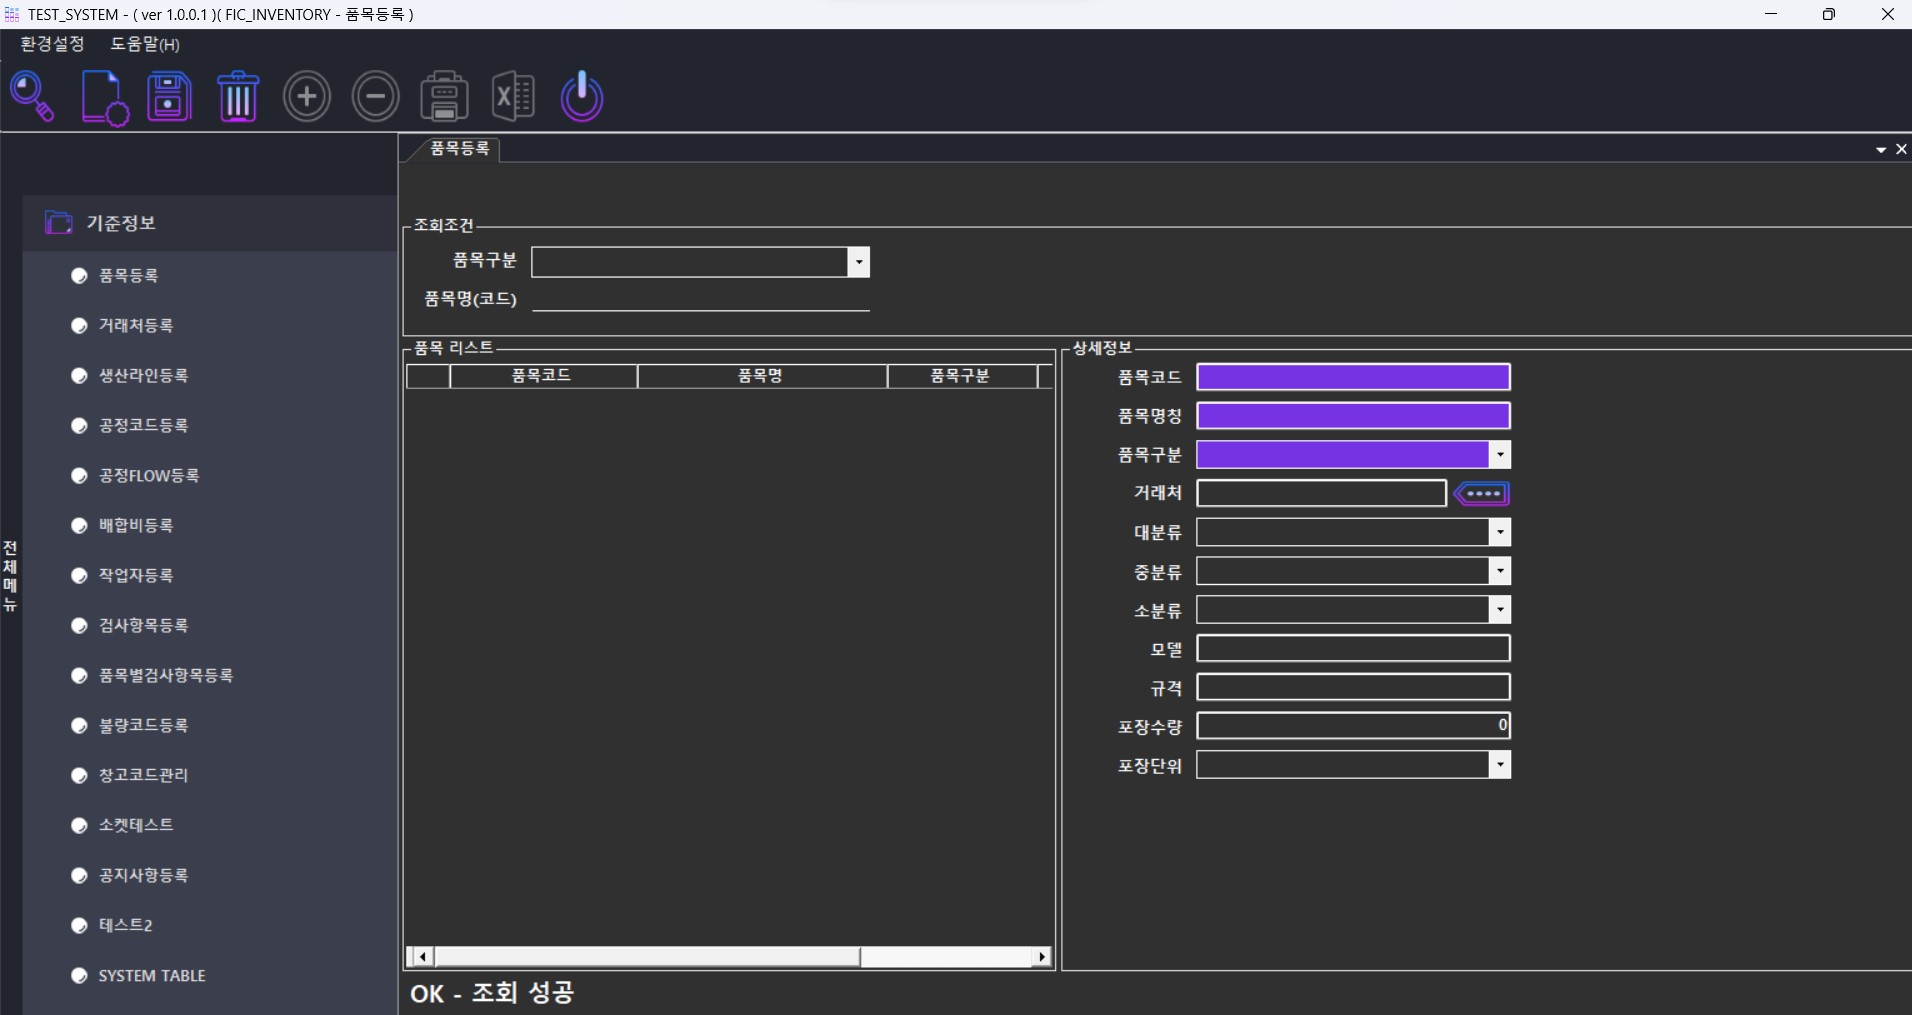 TEST_SYSTEM - ( ver 1.0.0.1 )( FIC_INVENTORY - 품목등록 )
환경설정 도움말(H)
전체메뉴
기준정보
품목등록
거래처등록
생산라인등록
공정코드등록
공정FLOW등록
배합비등록
작업자등록
검사항목등록
품목별검사항목등록
불량코드등록
창고코드관리
소켓테스트
공지사항등록
테스트2
SYSTEM TABLE
품목등록
조회조건
품목구분
품목명(코드)
품목 리스트
품목코드 품목명 품목구분
상세정보
품목코드
품목명칭
품목구분
거래처
대분류
중분류
소분류
모델
규격
포장수량 0
포장단위
OK - 조회 성공